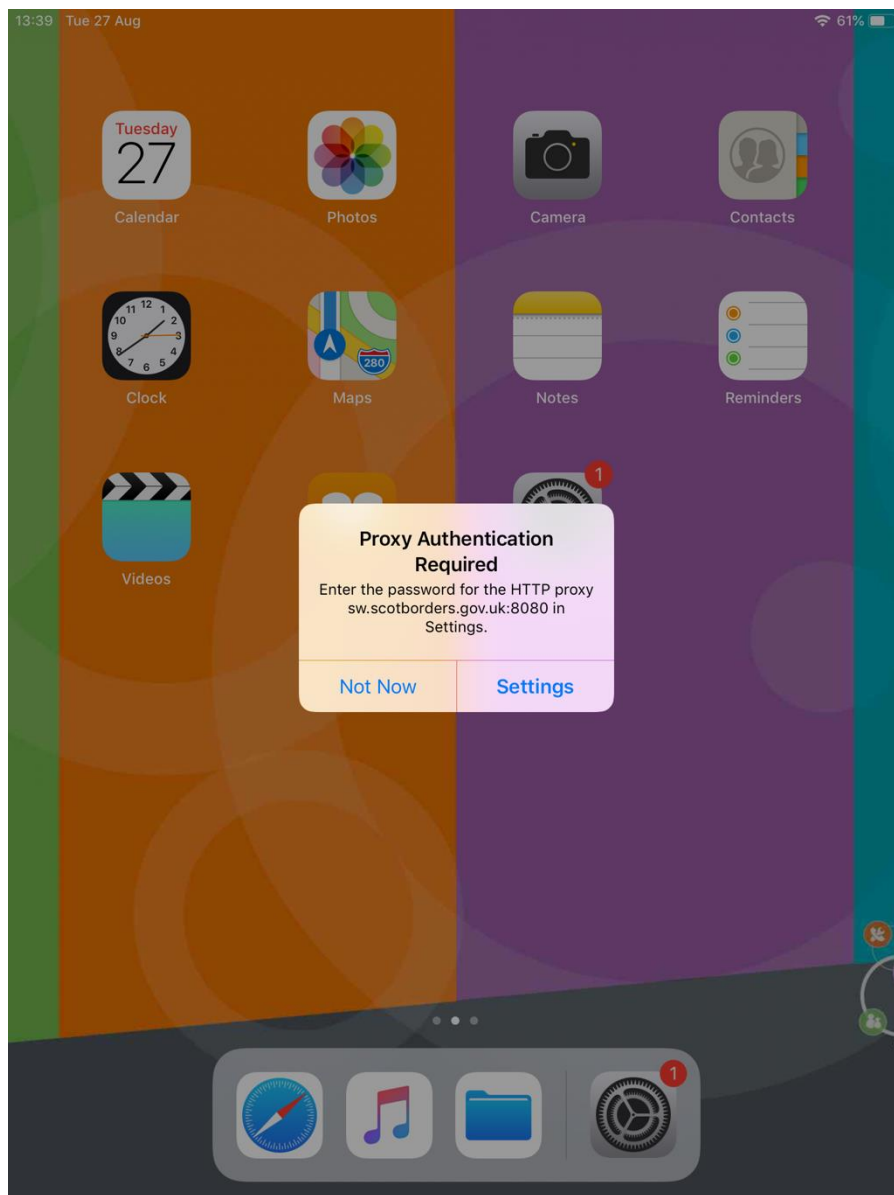 13:39 Tue 27 Aug
61%
Tuesday
27
Calendar
Photos
Camera
Contacts
12
11 1
10 2
9 3
8 4
7 5
6
280
Clock
Maps
Notes
Reminders
1
Videos
Proxy Authentication
Required
Enter the password for the HTTP proxy
sw.scotborders.gov.uk:8080 in
Settings.
Not Now
Settings
1